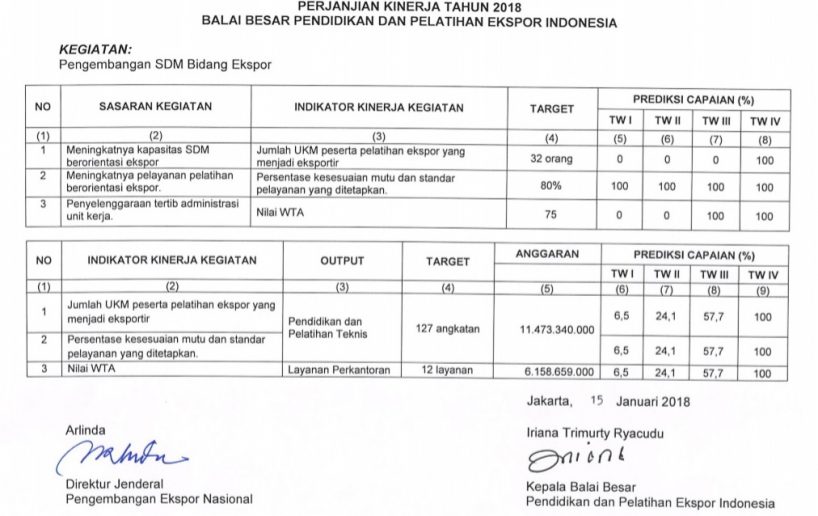 PERJANJIAN KINERJA TAHUN 2018
BALAI BESAR PENDIDIKAN DAN PELATIHAN EKSPOR INDONESIA
KEGIATAN:
Pengembangan SDM Bidang Ekspor
NO SASARAN KEGIATAN INDIKATOR KINERJA KEGIATAN TARGET PREDIKSI CAPAIAN (%)
TW I TW II TW III TW IV
(1) (2) (3) (4) (5) (6) (7) (8)
1 Meningkatnya kapasitas SDM berorientasi ekspor Jumlah UKM peserta pelatihan ekspor yang menjadi eksportir 32 orang 0 0 0 100
2 Meningkatnya pelayanan pelatihan berorientasi ekspor. Persentase kesesuaian mutu dan standar pelayanan yang ditetapkan. 80% 100 100 100 100
3 Penyelenggaraan tertib administrasi unit kerja. Nilai WTA 75 0 0 100 100
NO INDIKATOR KINERJA KEGIATAN OUTPUT TARGET ANGGARAN PREDIKSI CAPAIAN (%)
TW I TW II TW III TW IV
(1) (2) (3) (4) (5) (6) (7) (8) (9)
1 Jumlah UKM peserta pelatihan ekspor yang menjadi eksportir Pendidikan dan Pelatihan Teknis 127 angkatan 11.473.340.000 6,5 24,1 57,7 100
2 Persentase kesesuaian mutu dan standar pelayanan yang ditetapkan. 6,5 24,1 57,7 100
3 Nilai WTA Layanan Perkantoran 12 layanan 6.158.659.000 6,5 24,1 57,7 100
Jakarta, 15 Januari 2018
Arlinda
Direktur Jenderal
Pengembangan Ekspor Nasional
Iriana Trimurty Ryacudu
Kepala Balai Besar
Pendidikan dan Pelatihan Ekspor Indonesia